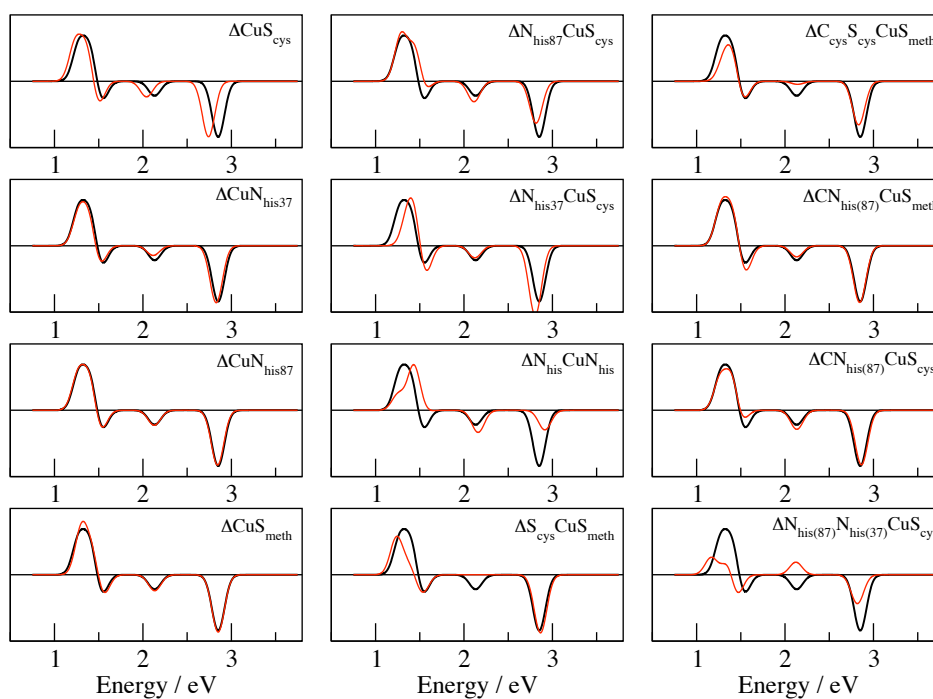 ΔCuS_cys
ΔN_his87CuS_cys
ΔC_cysS_cysCuS_meth
1 2 3
1 2 3
1 2 3
ΔCuN_his37
ΔN_his37CuS_cys
ΔCN_his(87)CuS_meth
1 2 3
1 2 3
1 2 3
ΔCuN_his87
ΔN_hisCuN_his
ΔCN_his(87)CuS_cys
1 2 3
1 2 3
1 2 3
ΔCuS_meth
ΔS_cysCuS_meth
ΔN_his(87)N_his(37)CuS_cys
1 2 3
1 2 3
1 2 3
Energy / eV
Energy / eV
Energy / eV